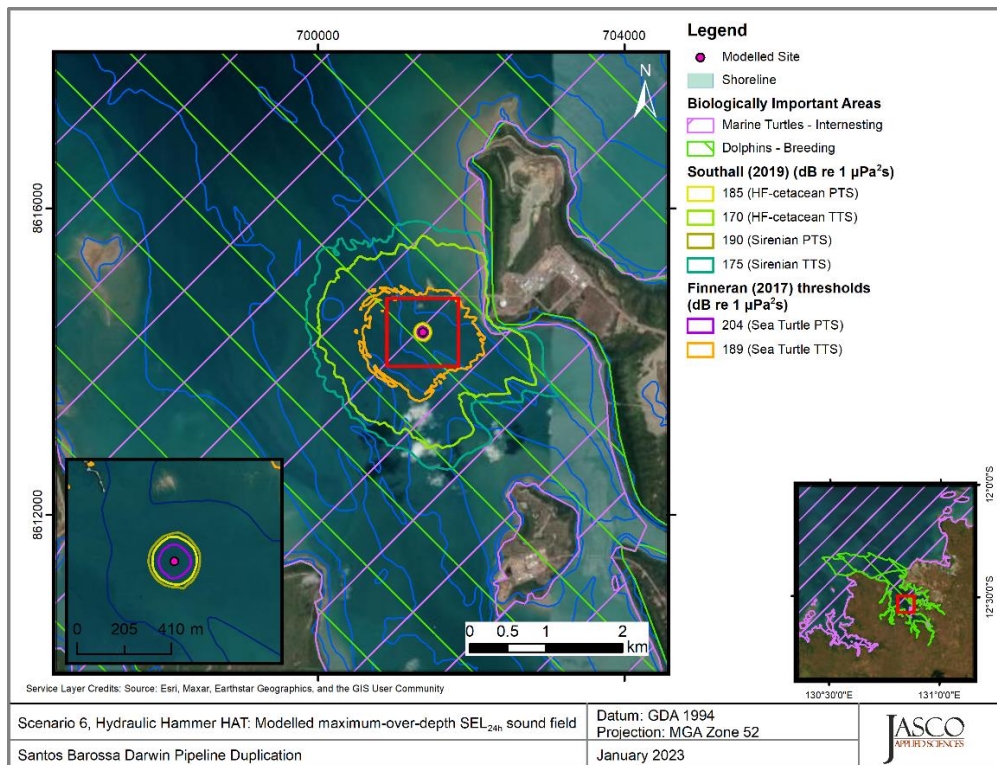 700000
704000
8616000
8612000
N
Legend
Modelled Site
Shoreline
Biologically Important Areas
Marine Turtles - Internesting
Dolphins - Breeding
Southall (2019) (dB re 1 µPa²s)
185 (HF-cetacean PTS)
170 (HF-cetacean TTS)
190 (Sirenian PTS)
175 (Sirenian TTS)
Finneran (2017) thresholds
(dB re 1 µPa²s)
204 (Sea Turtle PTS)
189 (Sea Turtle TTS)
0 205 410 m
0 0.5 1 2
km
12°0'0"S
12°30'0"S
130°30'0"E
131°0'0"E
Service Layer Credits: Source: Esri, Maxar, Earthstar Geographics, and the GIS User Community
Scenario 6, Hydraulic Hammer HAT: Modelled maximum-over-depth SEL24h sound field
Datum: GDA 1994
Projection: MGA Zone 52
Santos Barossa Darwin Pipeline Duplication
January 2023
JASCO
APPLIED SCIENCES